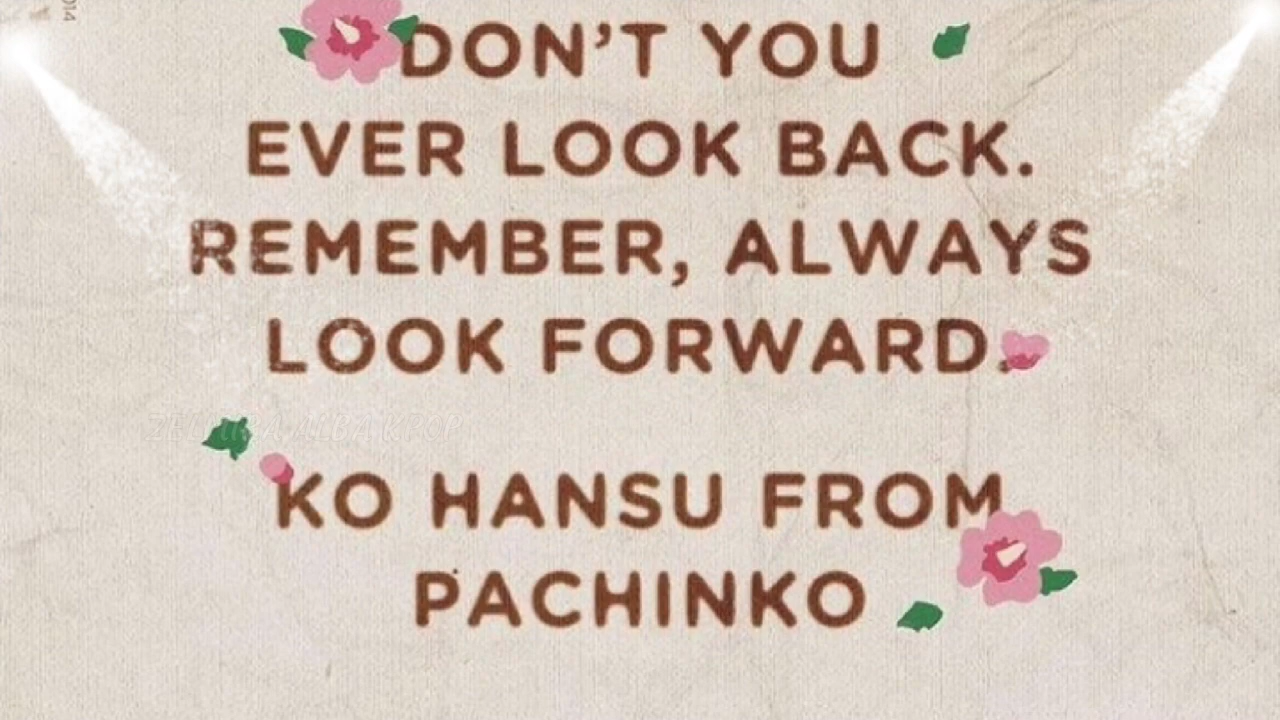 DON'T YOU
EVER LOOK BACK.
REMEMBER, ALWAYS
LOOK FORWARD.
KO HANSU FROM
PACHINKO